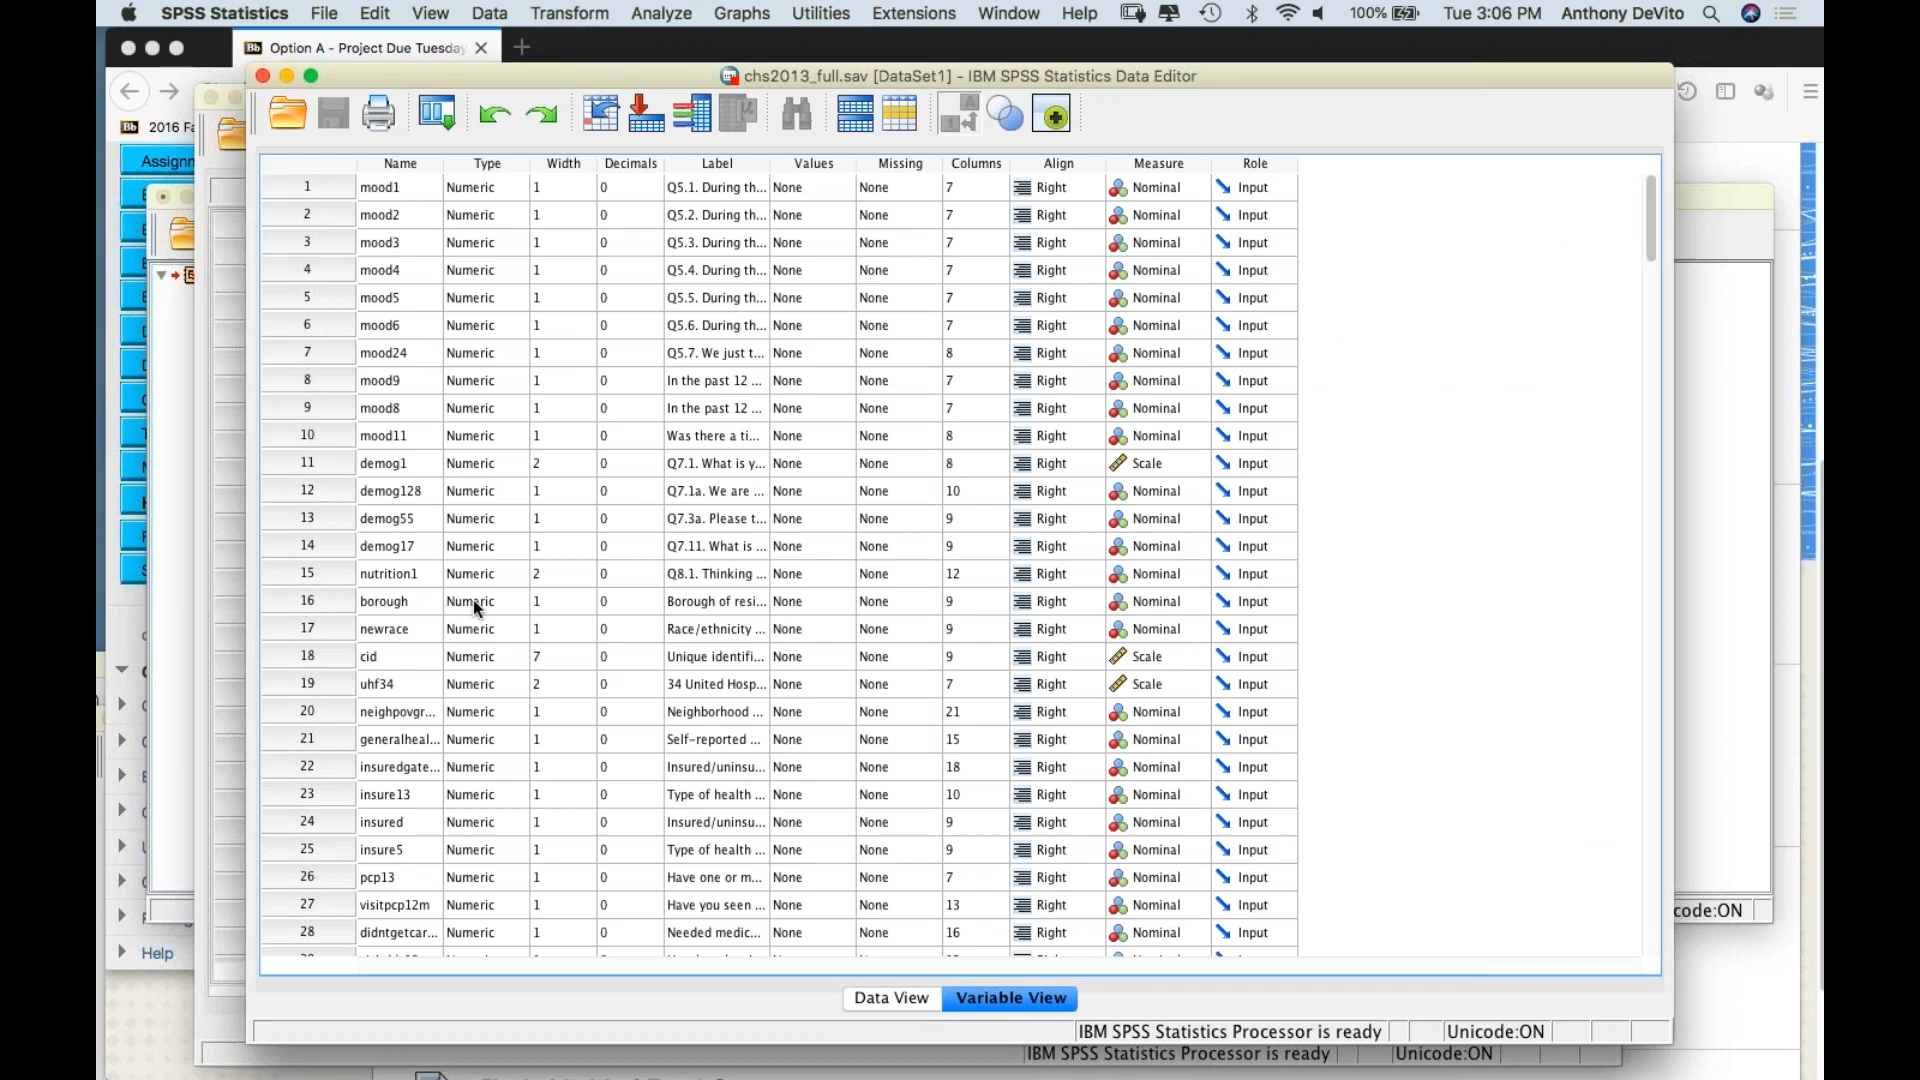 SPSS Statistics File Edit View Data Transform Analyze Graphs Utilities Extensions Window Help 100% Tue 3:06 PM Anthony DeVito
Bb Option A - Project Due Tuesday
chs2013_full.sav [DataSet1] - IBM SPSS Statistics Data Editor
Bb 2016 Fa
Assignn
Name Type Width Decimals Label Values Missing Columns Align Measure Role
1 mood1 Numeric 1 0 Q5.1. During th... None None 7 Right Nominal Input
2 mood2 Numeric 1 0 Q5.2. During th... None None 7 Right Nominal Input
3 mood3 Numeric 1 0 Q5.3. During th... None None 7 Right Nominal Input
4 mood4 Numeric 1 0 Q5.4. During th... None None 7 Right Nominal Input
5 mood5 Numeric 1 0 Q5.5. During th... None None 7 Right Nominal Input
6 mood6 Numeric 1 0 Q5.6. During th... None None 7 Right Nominal Input
7 mood24 Numeric 1 0 Q5.7. We just t... None None 8 Right Nominal Input
8 mood9 Numeric 1 0 In the past 12 ... None None 7 Right Nominal Input
9 mood8 Numeric 1 0 In the past 12 ... None None 7 Right Nominal Input
10 mood11 Numeric 1 0 Was there a ti... None None 8 Right Nominal Input
11 demog1 Numeric 2 0 Q7.1. What is y... None None 8 Right Scale Input
12 demog128 Numeric 1 0 Q7.1a. We are ... None None 10 Right Nominal Input
13 demog55 Numeric 1 0 Q7.3a. Please t... None None 9 Right Nominal Input
14 demog17 Numeric 1 0 Q7.11. What is ... None None 9 Right Nominal Input
15 nutrition1 Numeric 2 0 Q8.1. Thinking ... None None 12 Right Nominal Input
16 borough Numeric 1 0 Borough of resi... None None 9 Right Nominal Input
17 newrace Numeric 1 0 Race/ethnicity ... None None 9 Right Nominal Input
18 cid Numeric 7 0 Unique identifi... None None 9 Right Scale Input
19 uhf34 Numeric 2 0 34 United Hosp... None None 7 Right Scale Input
20 neighpovgr... Numeric 1 0 Neighborhood ... None None 21 Right Nominal Input
21 generalheal... Numeric 1 0 Self-reported ... None None 15 Right Nominal Input
22 insuredgate... Numeric 1 0 Insured/uninsu... None None 18 Right Nominal Input
23 insure13 Numeric 1 0 Type of health ... None None 10 Right Nominal Input
24 insured Numeric 1 0 Insured/uninsu... None None 9 Right Nominal Input
25 insure5 Numeric 1 0 Type of health ... None None 9 Right Nominal Input
26 pcp13 Numeric 1 0 Have one or m... None None 7 Right Nominal Input
27 visitpcp12m Numeric 1 0 Have you seen ... None None 13 Right Nominal Input
28 didntgetcar... Numeric 1 0 Needed medic... None None 16 Right Nominal Input
code:ON
Help
Data View Variable View
IBM SPSS Statistics Processor is ready Unicode:ON
IBM SPSS Statistics Processor is ready Unicode:ON